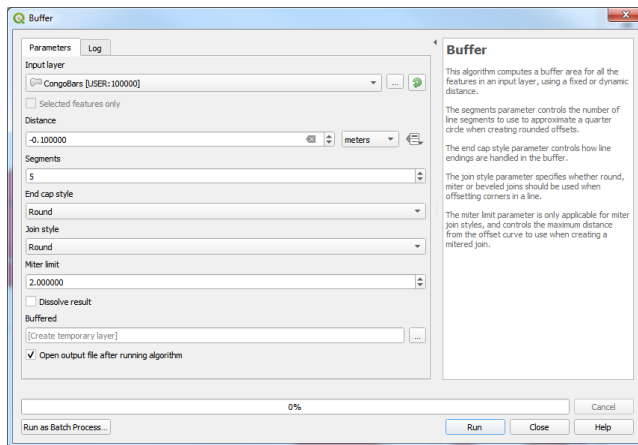 Buffer
Parameters
Log
Input layer
CongoBars [USER:100000]
...
Selected features only
Distance
-0.100000
meters
Segments
5
End cap style
Round
Join style
Round
Miter limit
2.000000
Dissolve result
Buffered
[Create temporary layer]
...
Open output file after running algorithm
Buffer
This algorithm computes a buffer area for all the
features in an input layer, using a fixed or dynamic
distance.
The segments parameter controls the number of
line segments to use to approximate a quarter
circle when creating rounded offsets.
The end cap style parameter controls how line
endings are handled in the buffer.
The join style parameter specifies whether round,
miter or beveled joins should be used when
offsetting corners in a line.
The miter limit parameter is only applicable for miter
join styles, and controls the maximum distance
from the offset curve to use when creating a
mitered join.
0%
Cancel
Run as Batch Process...
Run
Close
Help